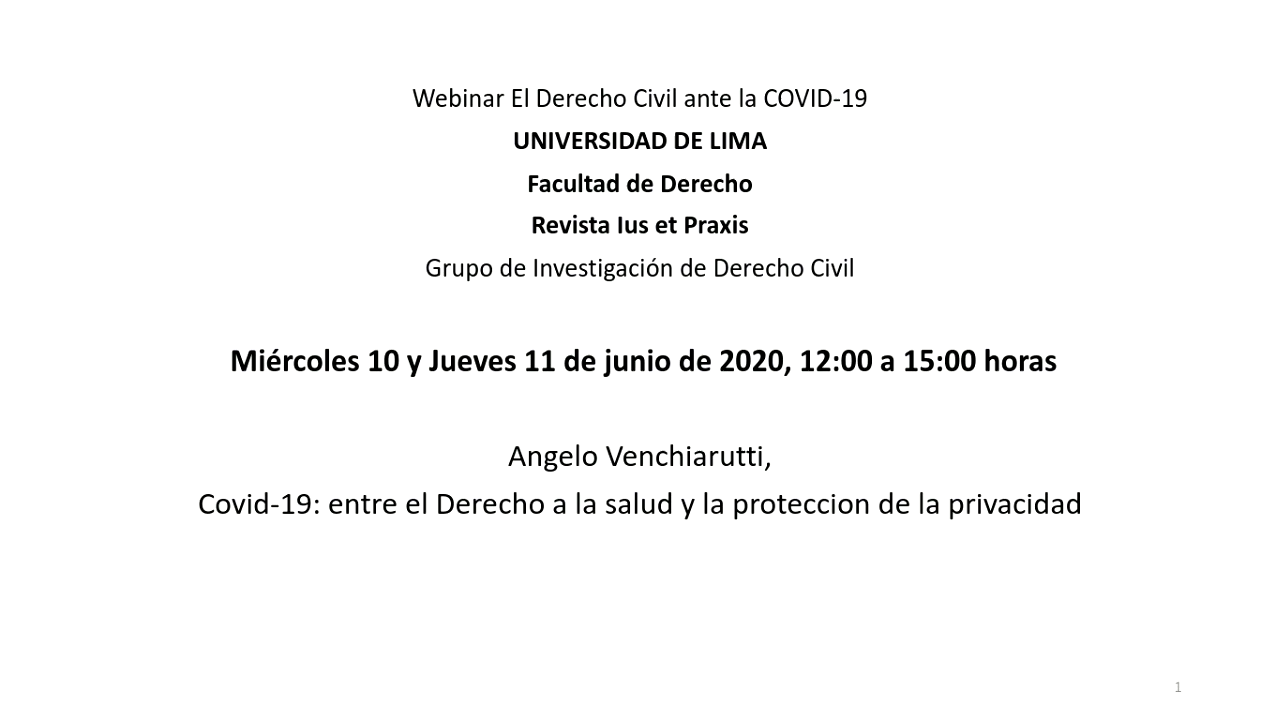 Webinar El Derecho Civil ante la COVID-19
UNIVERSIDAD DE LIMA
Facultad de Derecho
Revista Ius et Praxis
Grupo de Investigación de Derecho Civil
Miércoles 10 y Jueves 11 de junio de 2020, 12:00 a 15:00 horas
Angelo Venchiarutti,
Covid-19: entre el Derecho a la salud y la proteccion de la privacidad
1